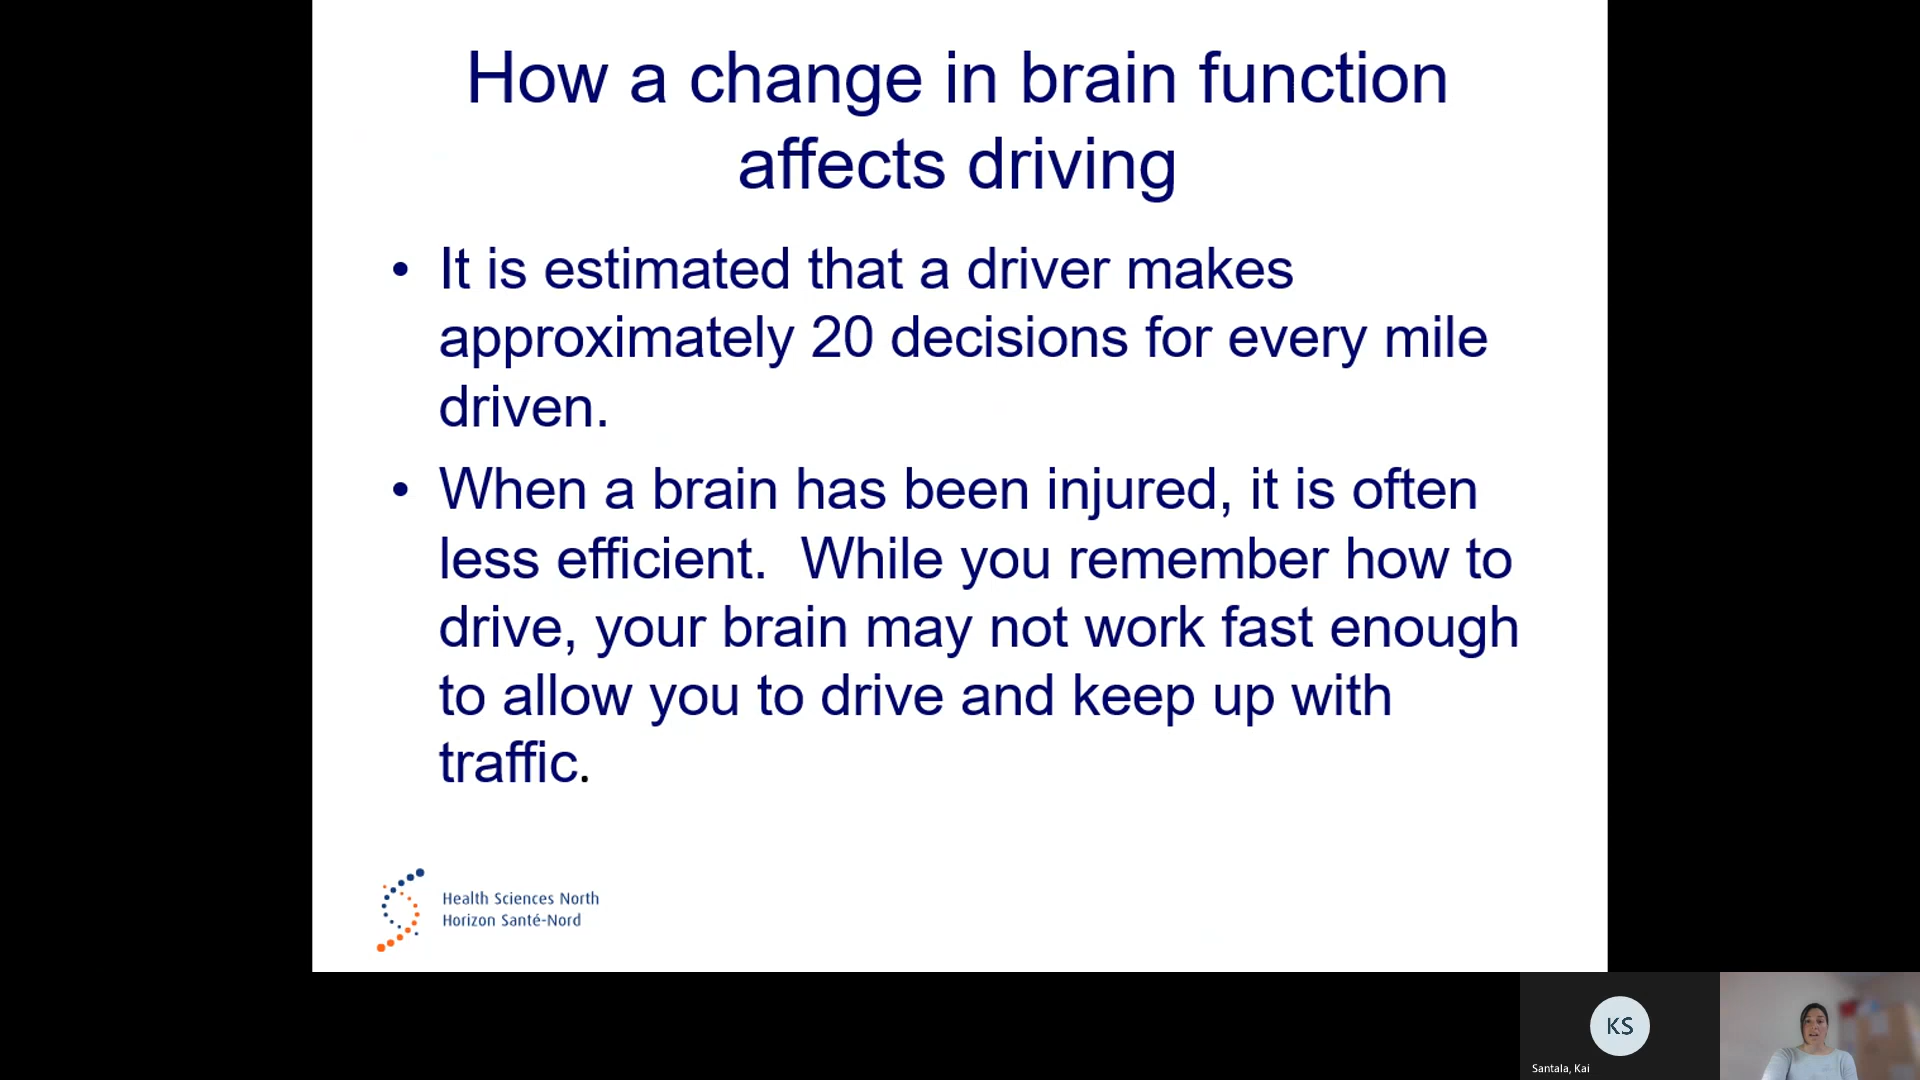 How a change in brain function
affects driving
• It is estimated that a driver makes
approximately 20 decisions for every mile
driven.
• When a brain has been injured, it is often
less efficient.  While you remember how to
drive, your brain may not work fast enough
to allow you to drive and keep up with
traffic.
Health Sciences North
Horizon Santé-Nord
KS
Santala, Kai